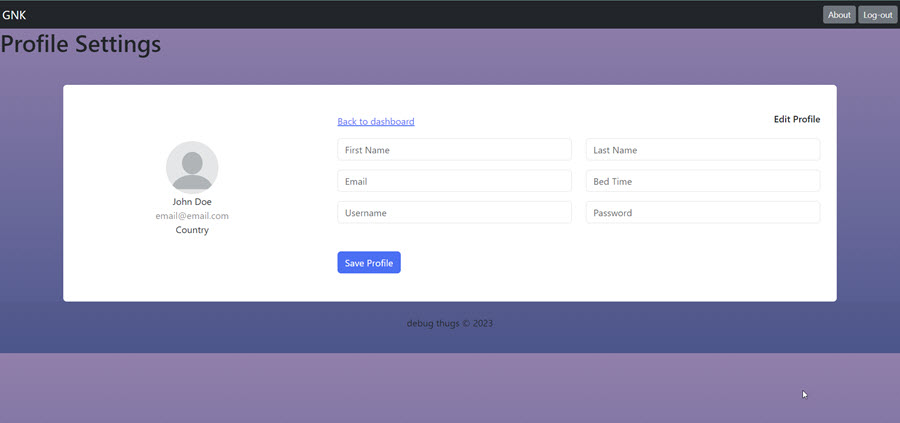 GNK
About
Log-out
Profile Settings
Back to dashboard
Edit Profile
First Name
Last Name
Email
Bed Time
Username
Password
John Doe
email@email.com
Country
Save Profile
debug thugs © 2023